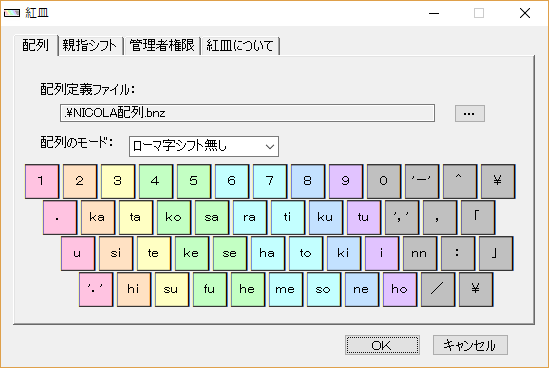 紅皿
配列 親指シフト 管理者権限 紅皿について
配列定義ファイル：
.¥NICOLA配列.bnz ...
配列のモード： ローマ字シフト無し
1 2 3 4 5 6 7 8 9 0 'ー' ^ ¥
. ka ta ko sa ra ti ku tu ',' , 「
u si te ke se ha to ki i nn : 」
'.' hi su fu he me so ne ho ／ ¥
OK キャンセル